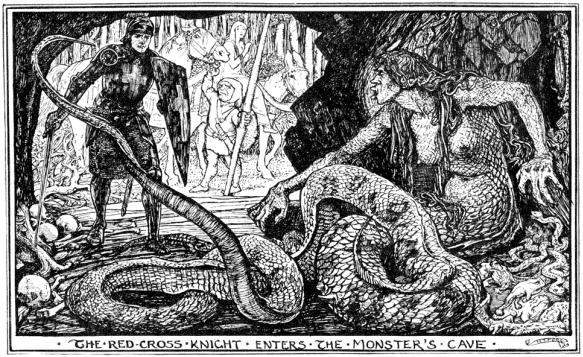 · THE · RED · CROSS · KNIGHT · ENTERS · THE · MONSTER'S · CAVE ·